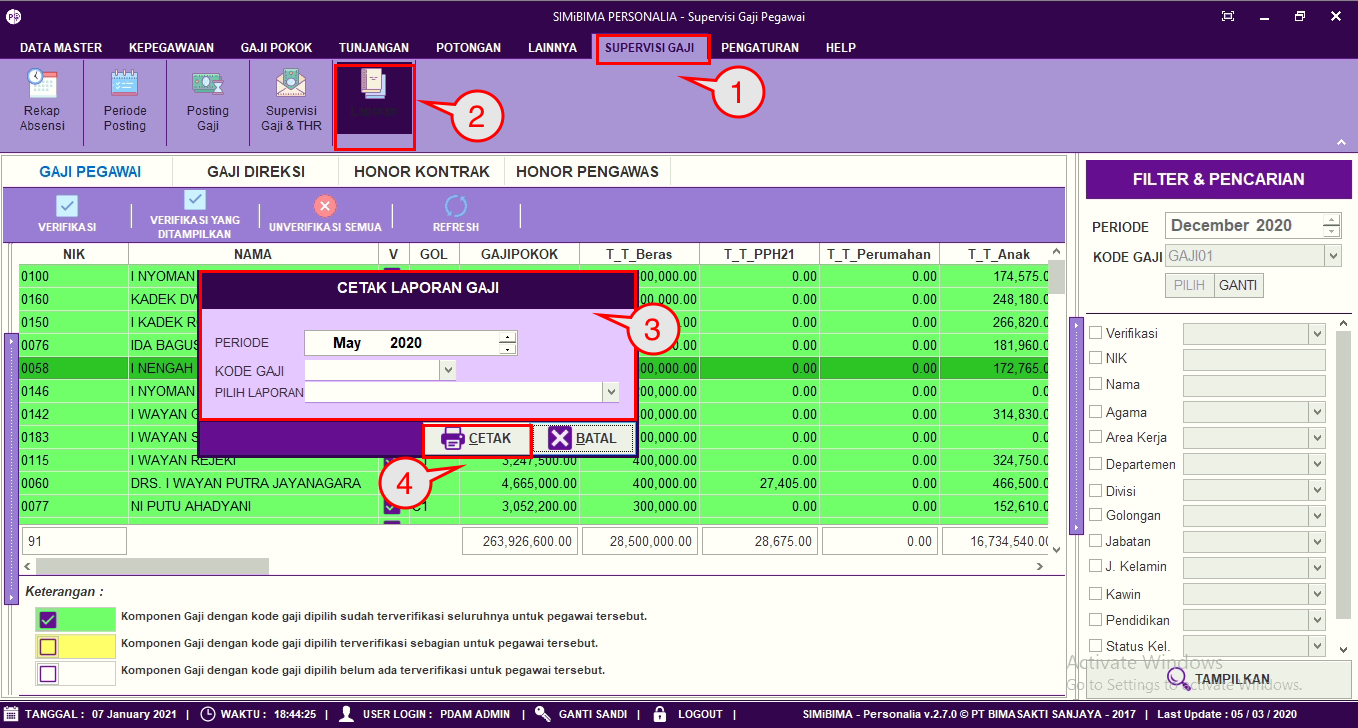 SIMiBIMA PERSONALIA - Supervisi Gaji Pegawai
DATA MASTER KEPEGAWAIAN GAJI POKOK TUNJANGAN POTONGAN LAINNYA SUPERVISI GAJI PENGATURAN HELP
Rekap Absensi
Periode Posting
Posting Gaji
Supervisi Gaji & THR
1
2
GAJI PEGAWAI GAJI DIREKSI HONOR KONTRAK HONOR PENGAWAS
VERIFIKASI
VERIFIKASI YANG DITAMPILKAN
UNVERIFIKASI SEMUA
REFRESH
NIK NAMA V GOL GAJIPOKOK T_T_Beras T_T_PPH21 T_T_Perumahan T_T_Anak
0100 I NYOMAN 00,000.00 0.00 0.00 174,575.0
0160 KADEK DW 00,000.00 0.00 0.00 248,180.0
0150 I KADEK R 00,000.00 0.00 0.00 266,820.0
0076 IDA BAGUS 00.00 0.00 0.00 181,960.0
0058 I NENGAH 00,000.00 0.00 0.00 172,765.0
0146 I NYOMAN 00,000.00 0.00 0.00 0.0
0142 I WAYAN G 00,000.00 0.00 0.00 314,830.0
0183 I WAYAN S 00,000.00 0.00 0.00 0.0
0115 I WAYAN REJEKI 3,247,500.00 400,000.00 0.00 0.00 324,750.0
0060 DRS. I WAYAN PUTRA JAYANAGARA 4,665,000.00 400,000.00 27,405.00 0.00 466,500.0
0077 NI PUTU AHADYANI C1 3,052,200.00 300,000.00 0.00 0.00 152,610.0
91 263,926,600.00 28,500,000.00 28,675.00 0.00 16,734,540.00
CETAK LAPORAN GAJI
PERIODE May 2020
KODE GAJI
PILIH LAPORAN
CETAK BATAL
3
4
Keterangan :
Komponen Gaji dengan kode gaji dipilih sudah terverifikasi seluruhnya untuk pegawai tersebut.
Komponen Gaji dengan kode gaji dipilih terverifikasi sebagian untuk pegawai tersebut.
Komponen Gaji dengan kode gaji dipilih belum ada terverifikasi untuk pegawai tersebut.
FILTER & PENCARIAN
PERIODE December 2020
KODE GAJI GAJI01
PILIH GANTI
Verifikasi
NIK
Nama
Agama
Area Kerja
Departemen
Divisi
Golongan
Jabatan
J. Kelamin
Kawin
Pendidikan
Status Kel.
TAMPILKAN
Activate Windows
Go to Settings to activate Windows.
TANGGAL : 07 January 2021 | WAKTU : 18:44:25 | USER LOGIN : PDAM ADMIN | GANTI SANDI | LOGOUT | SIMiBIMA - Personalia v.2.7.0 © PT BIMASAKTI SANJAYA - 2017 | Last Update : 05 / 03 / 2020